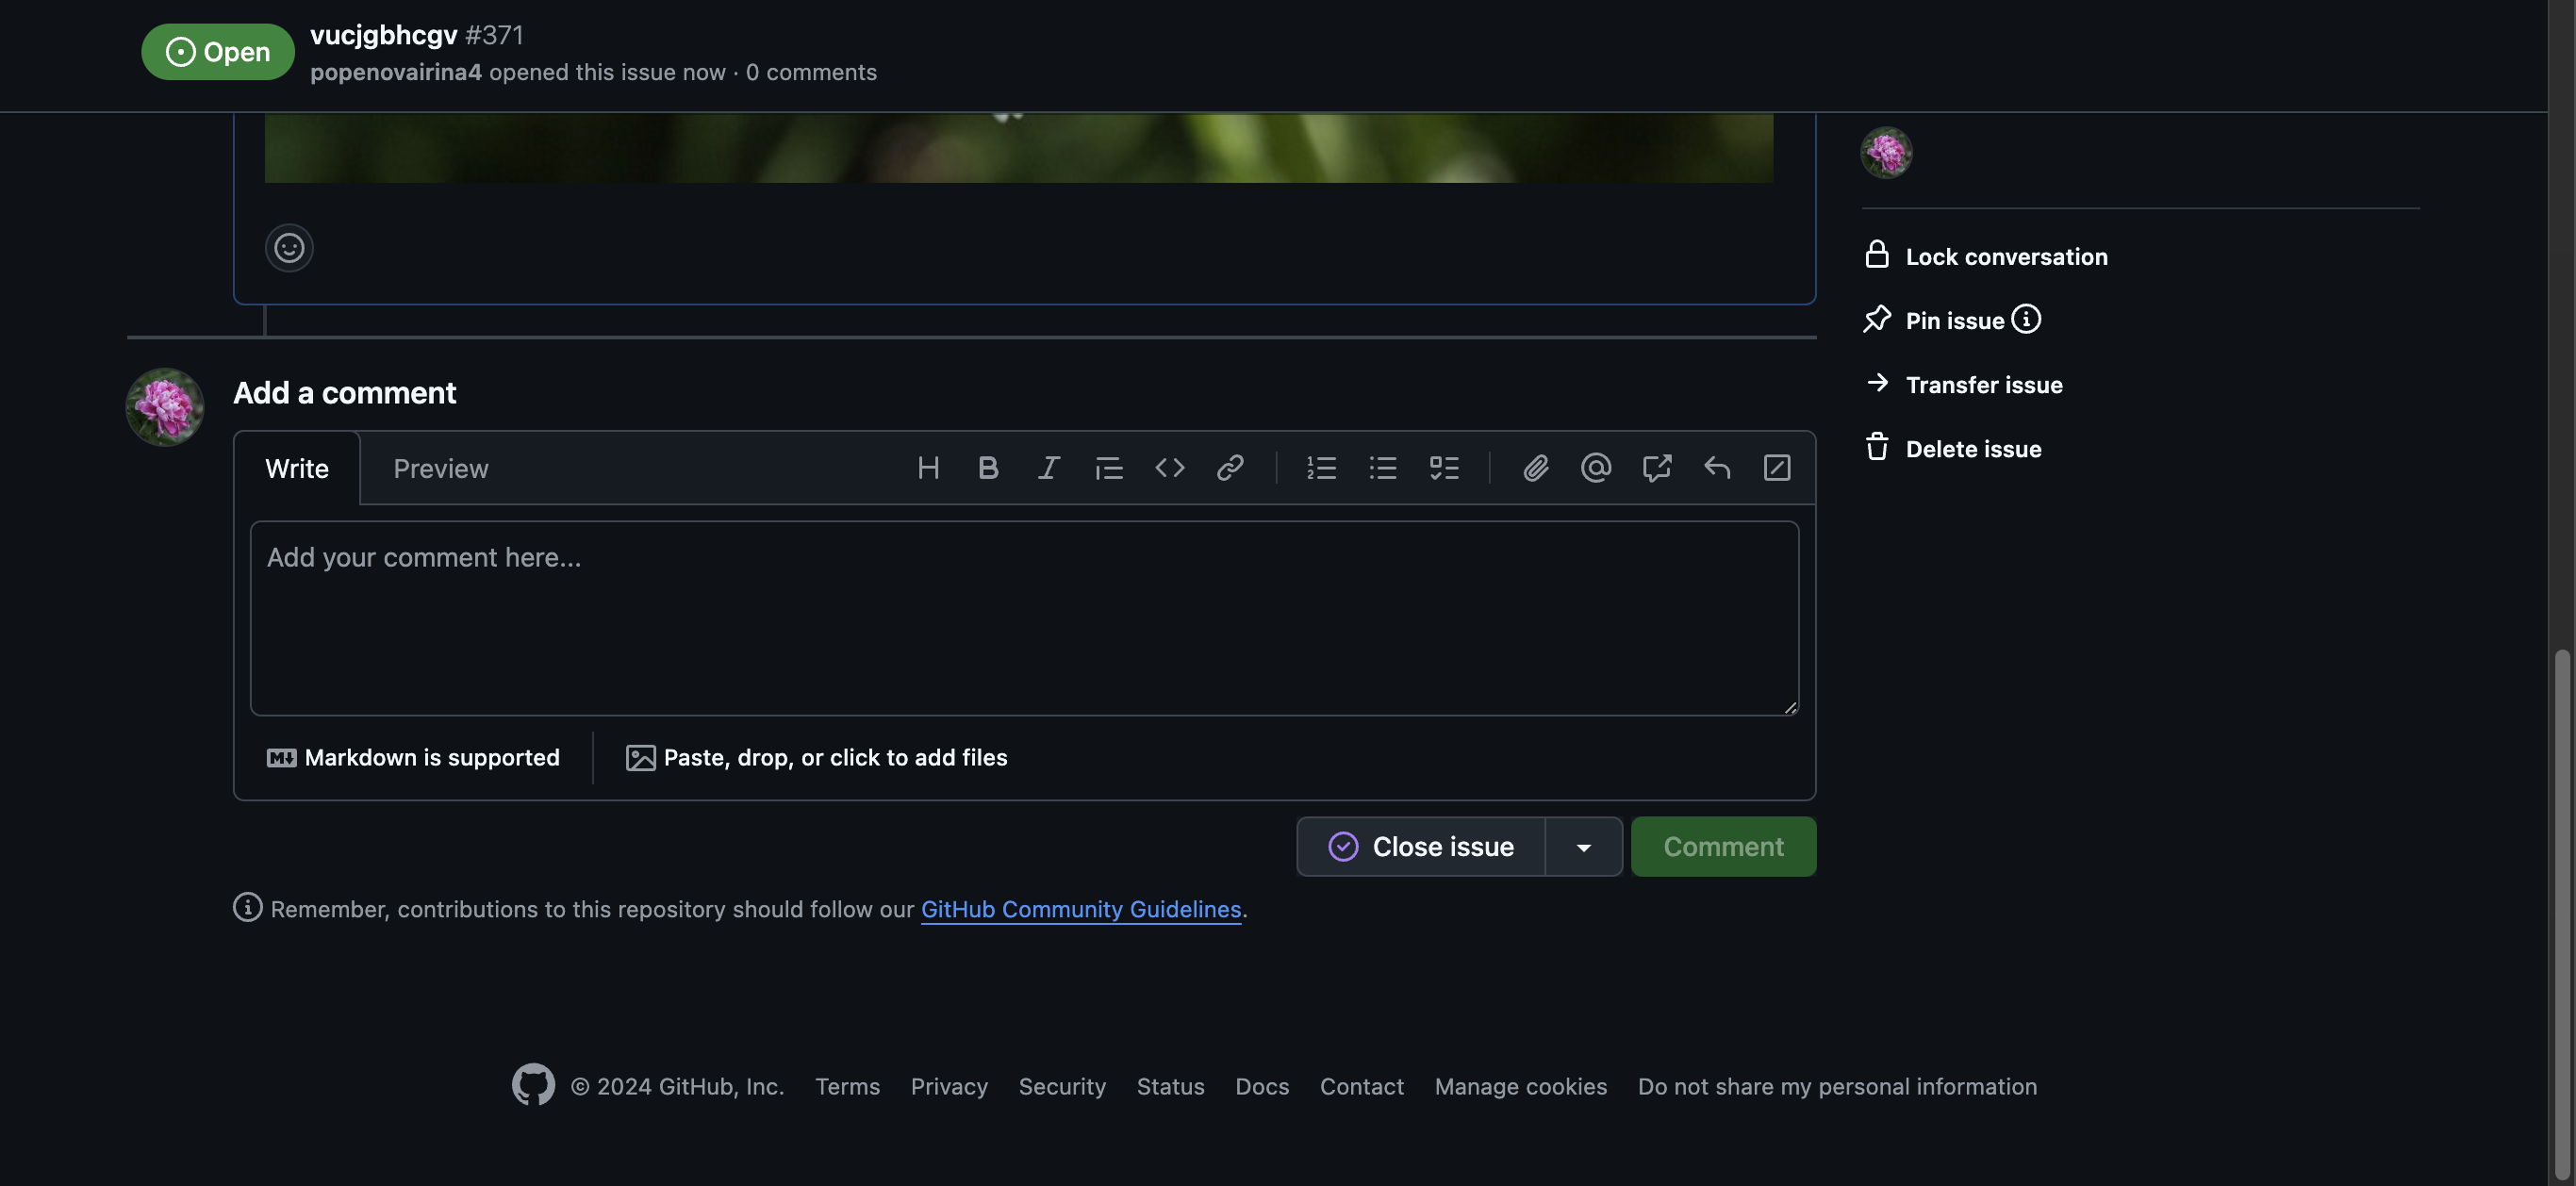 Open
vucjgbhcgv #371
popenovairina4 opened this issue now · 0 comments
Lock conversation
Pin issue
Transfer issue
Delete issue
Add a comment
Write Preview
Add your comment here...
Markdown is supported
Paste, drop, or click to add files
Close issue Comment
Remember, contributions to this repository should follow our GitHub Community Guidelines.
© 2024 GitHub, Inc. Terms Privacy Security Status Docs Contact Manage cookies Do not share my personal information